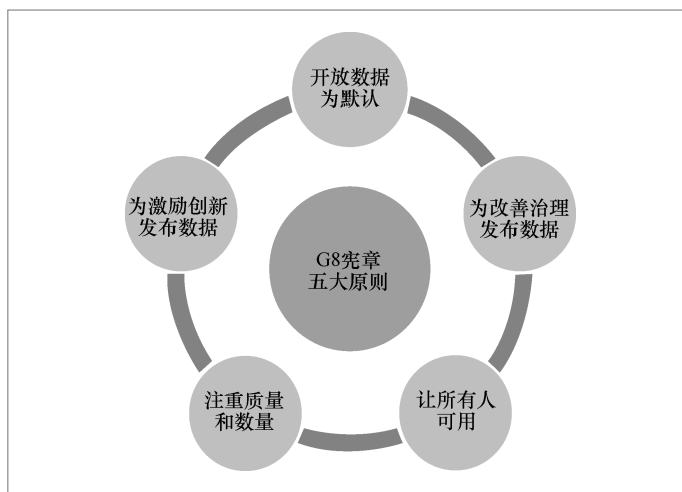 开放数据
为默认
为激励创新
发布数据
为改善治理
发布数据
G8宪章
五大原则
注重质量
和数量
让所有人
可用